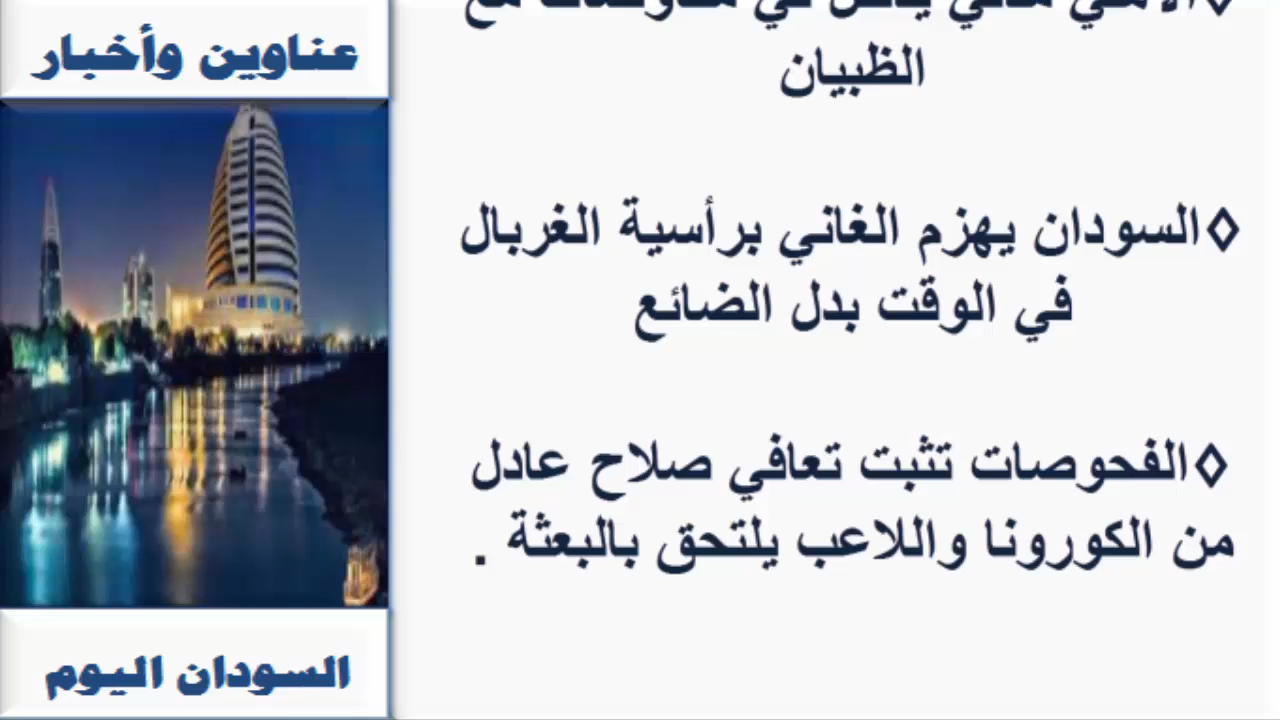 عناوين وأخبار
الظبيان
◊السودان يهزم الغاني برأسية الغربال
في الوقت بدل الضائع
◊الفحوصات تثبت تعافي صلاح عادل
من الكورونا واللاعب يلتحق بالبعثة .
السودان اليوم